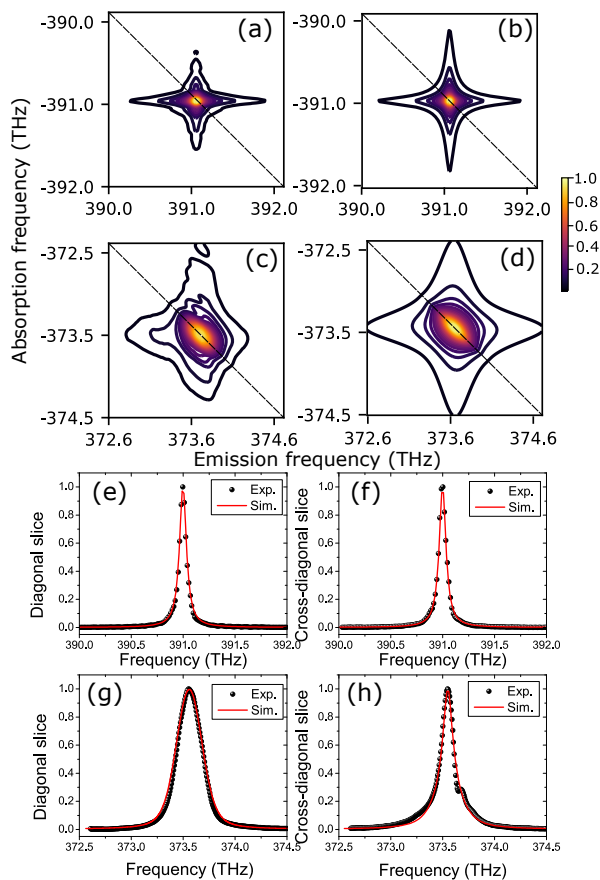 (a)
(b)
-390.0
-391.0
-392.0
390.0 391.0 392.0
-390.0
-391.0
-392.0
390.0 391.0 392.0
Absorption frequency (THz)
1.0
0.8
0.6
0.4
0.2
(c)
(d)
-372.5
-373.5
-374.5
372.6 373.6 374.6
-372.5
-373.5
-374.5
372.6 373.6 374.6
Emission frequency (THz)
(e)
Exp.
Sim.
Diagonal slice
1.0
0.8
0.6
0.4
0.2
0.0
390.0 390.5 391.0 391.5 392.0
Frequency (THz)
(f)
Exp.
Sim.
Cross-diagonal slice
1.0
0.8
0.6
0.4
0.2
0.0
390.0 390.5 391.0 391.5 392.0
Frequency (THz)
(g)
Exp.
Sim.
Diagonal slice
1.0
0.8
0.6
0.4
0.2
0.0
372.5 373.0 373.5 374.0 374.5
Frequency (THz)
(h)
Exp.
Sim.
Cross-diagonal slice
1.0
0.8
0.6
0.4
0.2
0.0
372.5 373.0 373.5 374.0 374.5
Frequency (THz)